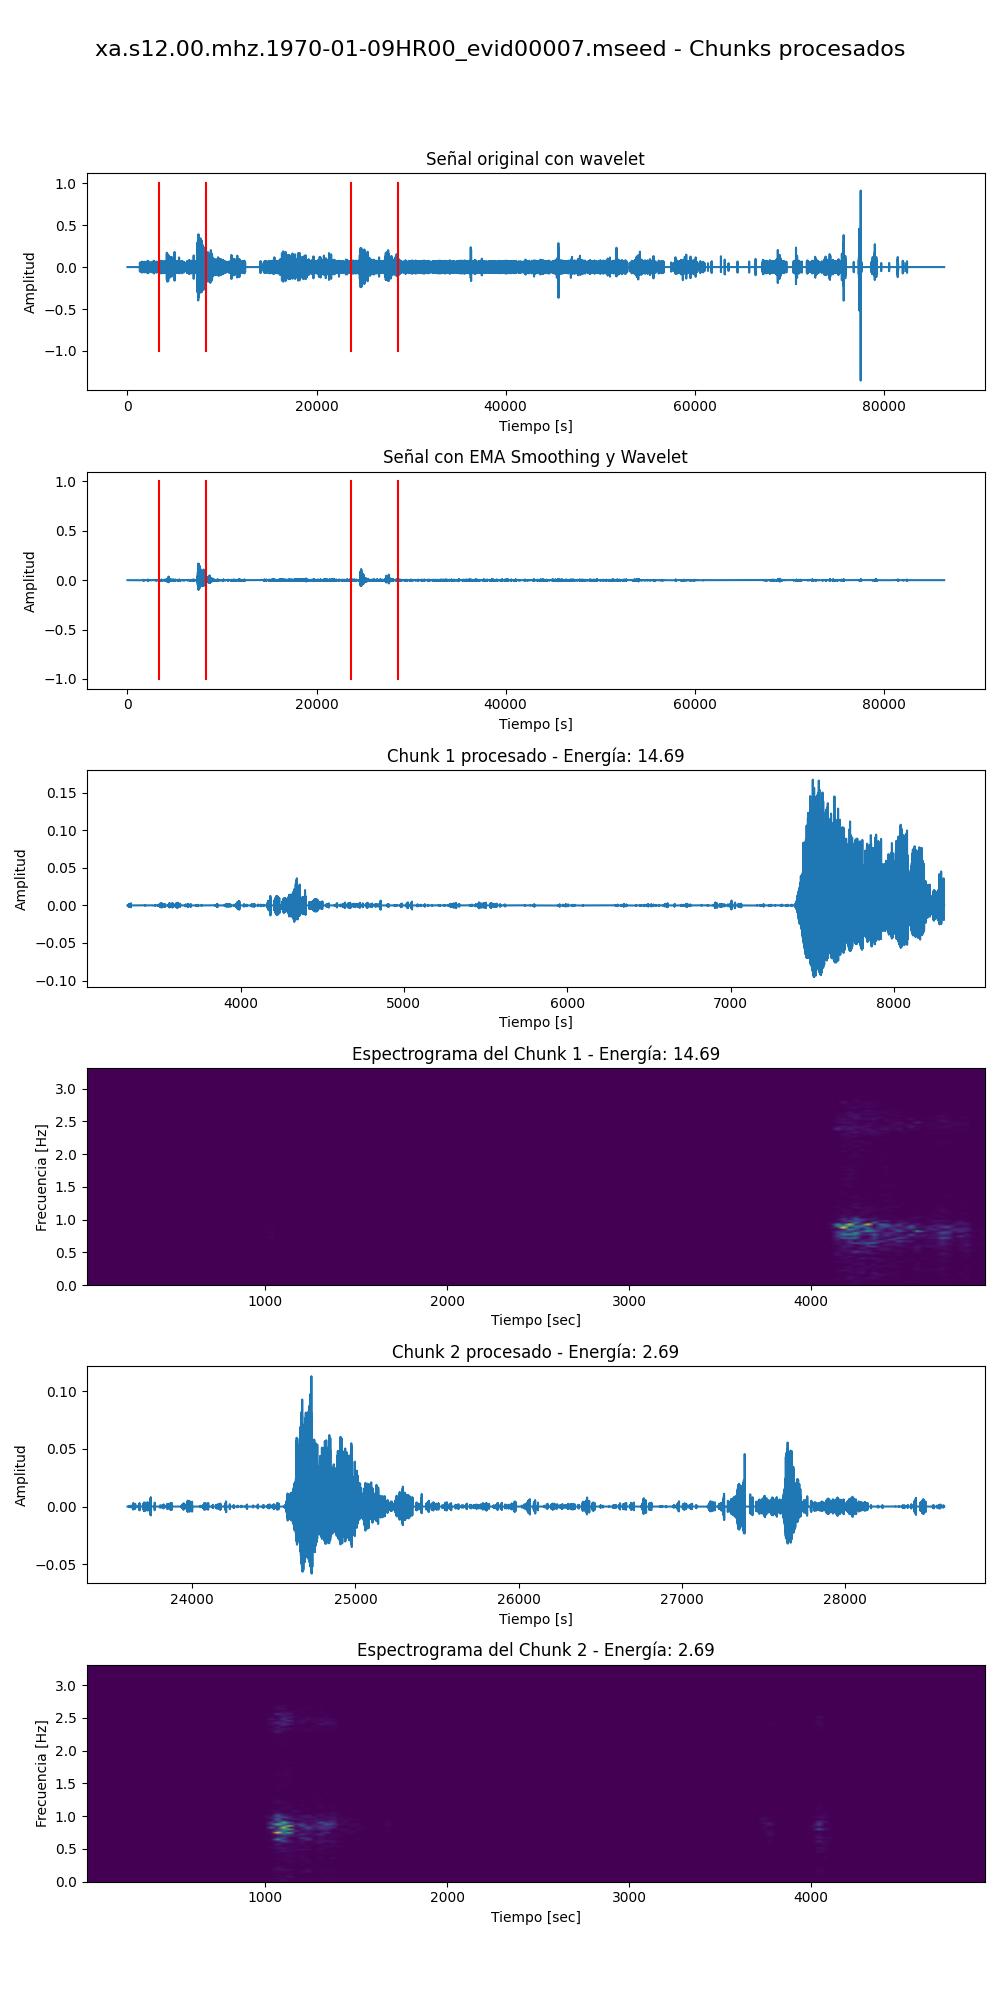 xa.s12.00.mhz.1970-01-09HR00_evid00007.mseed - Chunks procesados
Señal original con wavelet
1.0
0.5
0.0
−0.5
−1.0
Amplitud
0 20000 40000 60000 80000
Tiempo [s]
Señal con EMA Smoothing y Wavelet
1.0
0.5
0.0
−0.5
−1.0
Amplitud
0 20000 40000 60000 80000
Tiempo [s]
Chunk 1 procesado - Energía: 14.69
0.15
0.10
0.05
0.00
−0.05
−0.10
Amplitud
4000 5000 6000 7000 8000
Tiempo [s]
Espectrograma del Chunk 1 - Energía: 14.69
3.0
2.5
2.0
1.5
1.0
0.5
0.0
Frecuencia [Hz]
1000 2000 3000 4000
Tiempo [sec]
Chunk 2 procesado - Energía: 2.69
0.10
0.05
0.00
−0.05
Amplitud
24000 25000 26000 27000 28000
Tiempo [s]
Espectrograma del Chunk 2 - Energía: 2.69
3.0
2.5
2.0
1.5
1.0
0.5
0.0
Frecuencia [Hz]
1000 2000 3000 4000
Tiempo [sec]